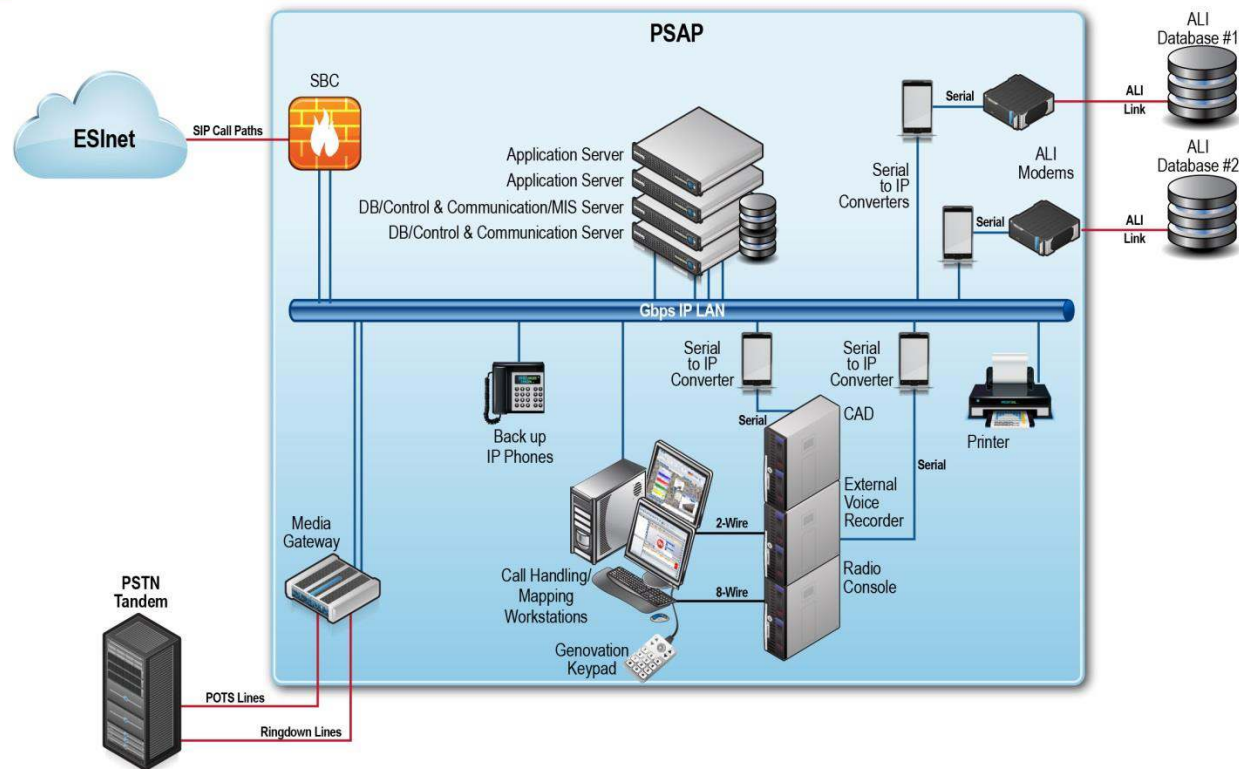 PSAP
ALI
Database #1
SBC
ESInet
SIP Call Paths
Serial
ALI
Link
Application Server
Application Server
DB/Control & Communication/MIS Server
DB/Control & Communication Server
Serial
to IP
Converters
ALI
Modems
ALI
Database #2
Serial
ALI
Link
Gbps IP LAN
Serial
to IP
Converter
Serial
to IP
Converter
Back up
IP Phones
Serial
CAD
Printer
Serial
External
Voice
Recorder
Media
Gateway
2-Wire
Radio
Console
Call Handling/
Mapping
Workstations
8-Wire
PSTN
Tandem
Genovation
Keypad
POTS Lines
Ringdown Lines